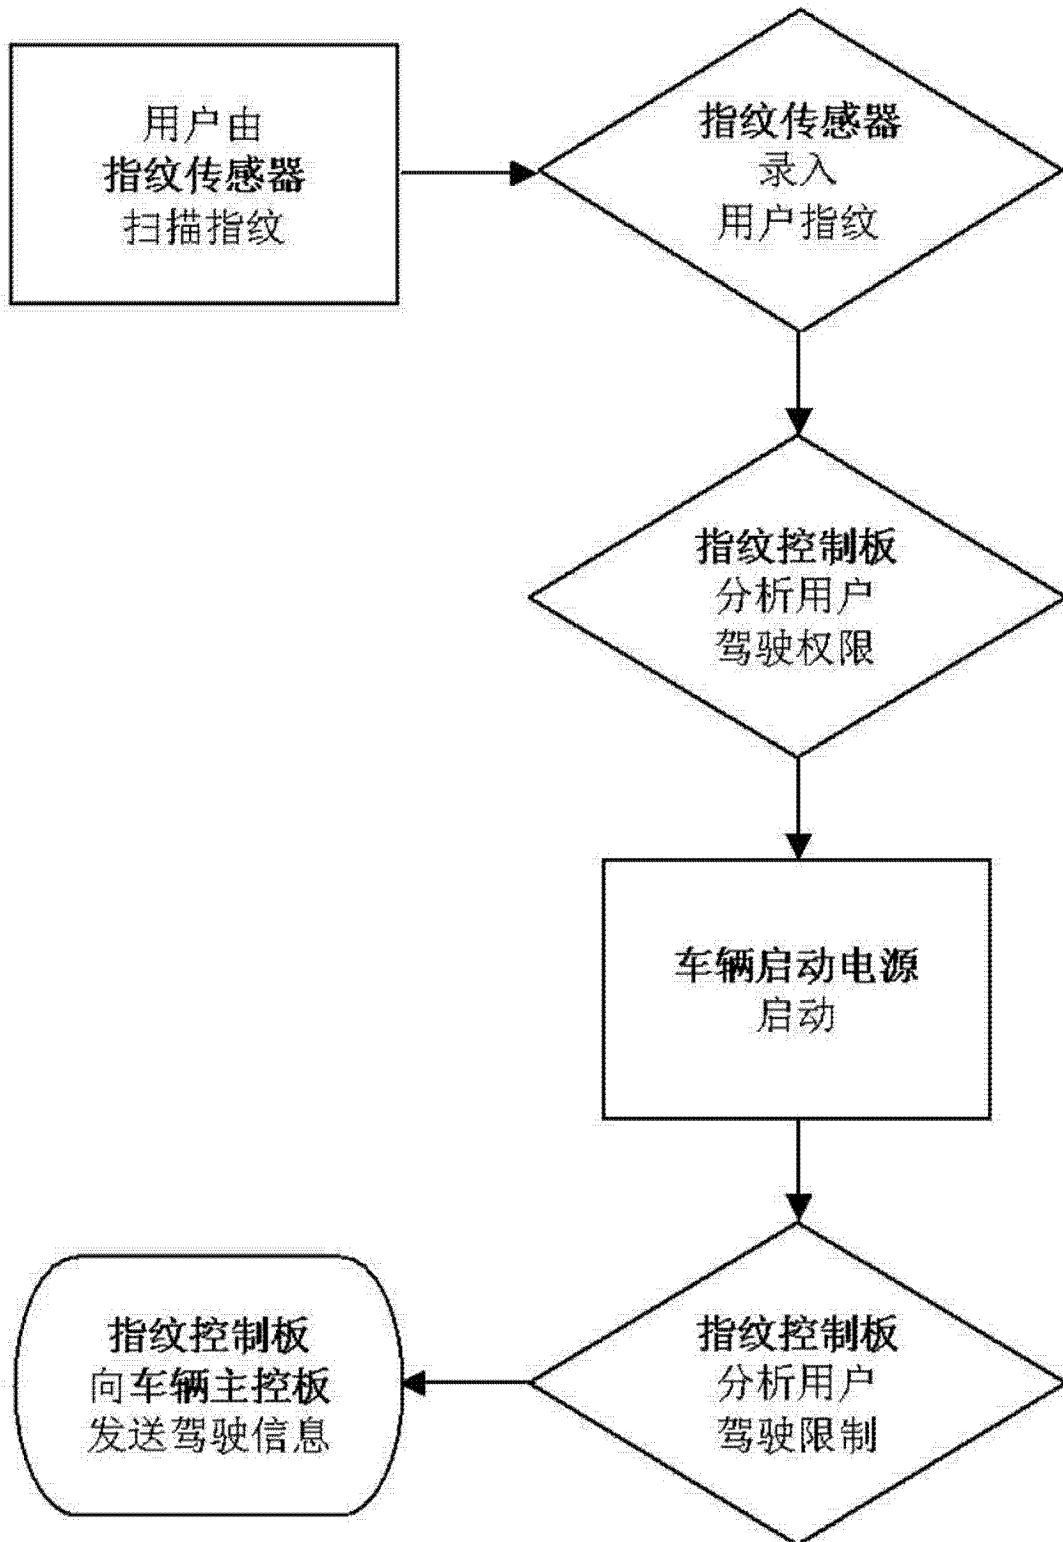 用户由
指纹传感器
扫描指纹
指纹传感器
录入
用户指纹
指纹控制板
分析用户
驾驶权限
车辆启动电源
启动
指纹控制板
分析用户
驾驶限制
指纹控制板
向车辆主控板
发送驾驶信息